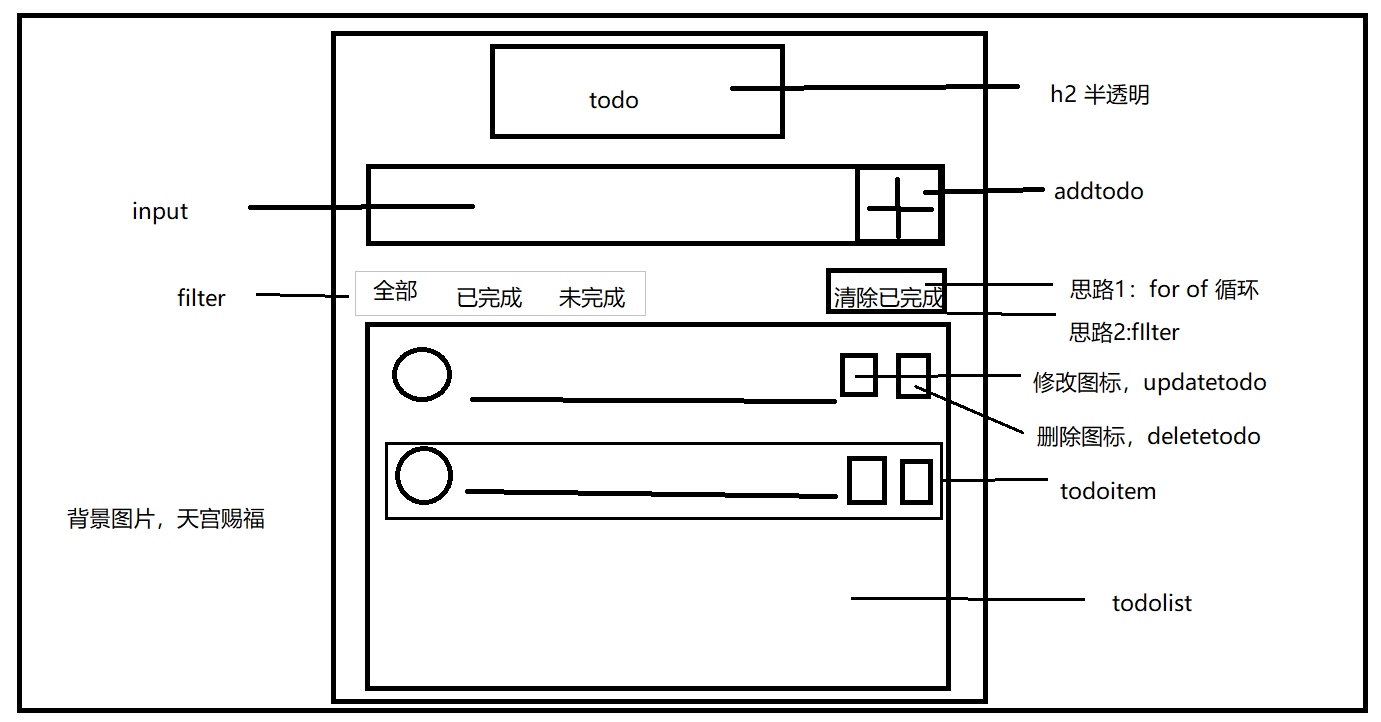 todo
h2 半透明
addtodo
input
filter
全部
已完成
未完成
清除已完成
思路1：for of 循环
思路2:fIlter
修改图标，updatetodo
删除图标，deletetodo
todoitem
背景图片，天宫赐福
todolist